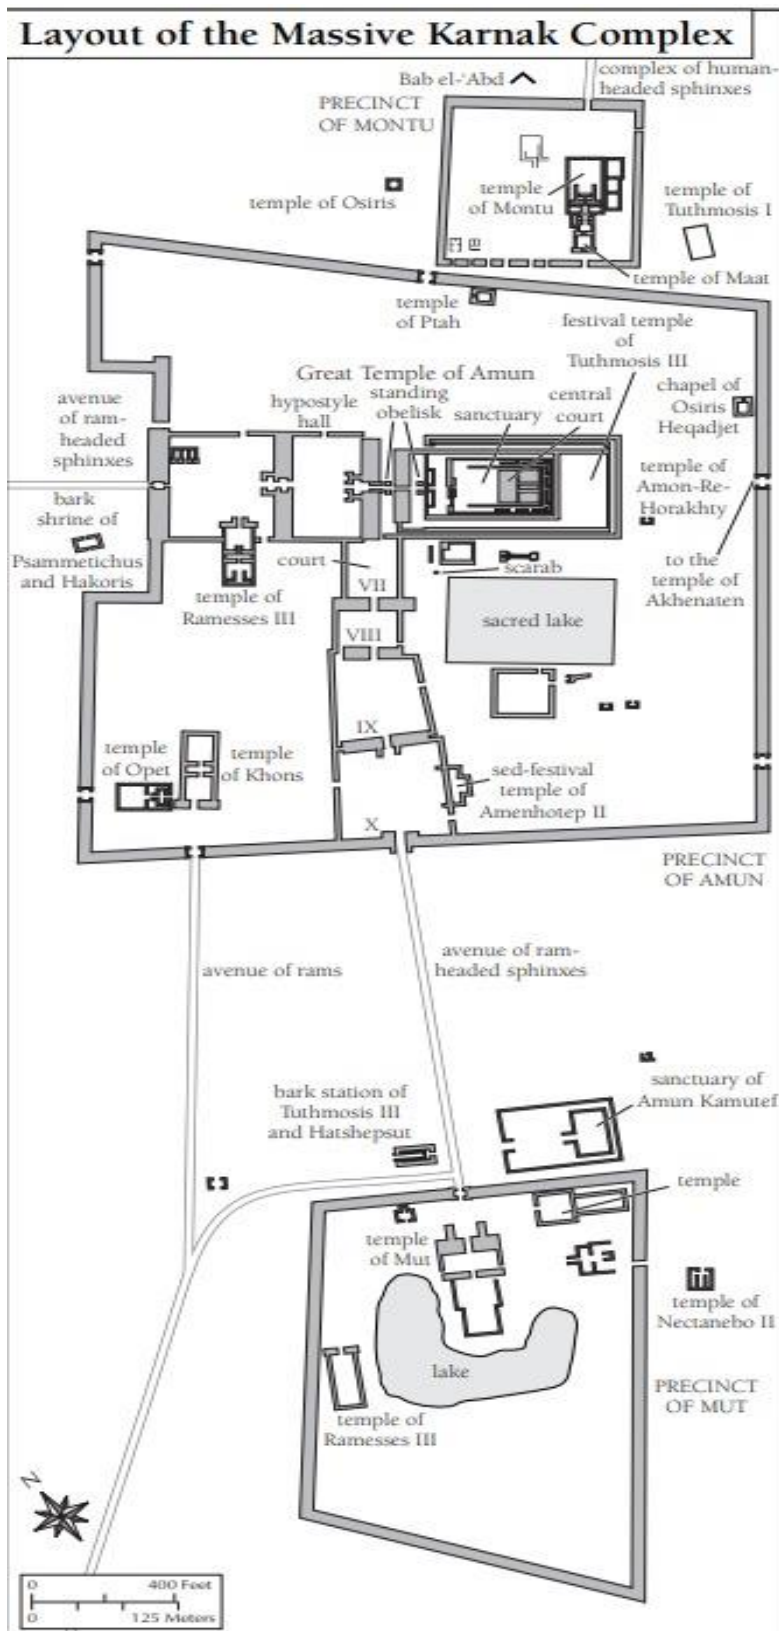 Layout of the Massive Karnak Complex
Bab el-'Abd
complex of human-
headed sphinxes
PRECINCT
OF MONTU
temple of Osiris
temple
of Montu
temple of
Tuthmosis I
temple of Maat
temple
of Ptah
festival temple
of
Tuthmosis III
Great Temple of Amun
avenue
of ram-
headed
sphinxes
hypostyle
hall
standing
obelisk
sanctuary
central
court
chapel of
Osiris
Heqadjet
temple of
Amon-Re-
Horakhty
bark
shrine of
Psammetichus
and Hakoris
temple of
Ramesses III
court
VII
scarab
to the
temple of
Akhenaten
VIII
sacred lake
IX
temple
of Opet
temple
of Khons
sed-festival
temple of
Amenhotep II
X
PRECINCT
OF AMUN
avenue of rams
avenue of ram-
headed sphinxes
bark station of
Tuthmosis III
and Hatshepsut
sanctuary of
Amun Kamutef
temple
temple
of Mut
temple of
Nectanebo II
lake
PRECINCT
OF MUT
temple of
Ramesses III
N
0 400 Feet
0 125 Meters